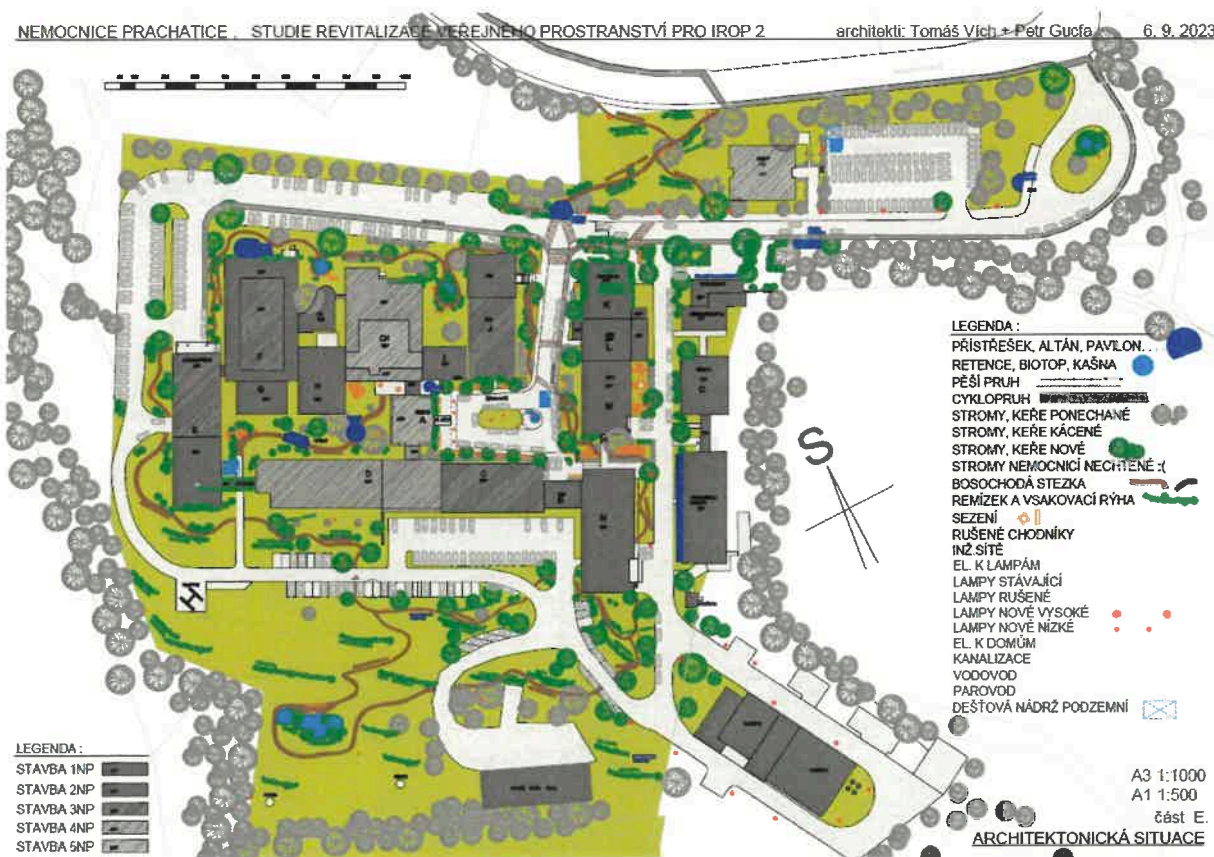 NEMOCNICE PRACHATICE . STUDIE REVITALIZACE VEŘEJNÉHO PROSTRANSTVÍ PRO IROP 2 architekti: Tomáš Vích + Petr Gucfa 6. 9. 2023
LEGENDA :
PŘÍSTŘEŠEK, ALTÁN, PAVILON. . .
RETENCE, BIOTOP, KAŠNA
PĚŠÍ PRUH
CYKLOPRUH
STROMY, KEŘE PONECHANÉ
STROMY, KEŘE KÁCENÉ
STROMY, KEŘE NOVÉ
STROMY NEMOCNICÍ NECHTĚNÉ :(
BOSOCHODÁ STEZKA
REMÍZEK A VSAKOVACÍ RÝHA
SEZENÍ
RUŠENÉ CHODNÍKY
INŽ.SÍTĚ
EL. K LAMPÁM
LAMPY STÁVAJÍCÍ
LAMPY RUŠENÉ
LAMPY NOVÉ VYSOKÉ
LAMPY NOVÉ NÍZKÉ
EL. K DOMŮM
KANALIZACE
VODOVOD
PAROVOD
DEŠŤOVÁ NÁDRŽ PODZEMNÍ
S
H
LEGENDA :
STAVBA 1NP
STAVBA 2NP
STAVBA 3NP
STAVBA 4NP
STAVBA 5NP
A3 1:1000
A1 1:500
část E.
ARCHITEKTONICKÁ SITUACE